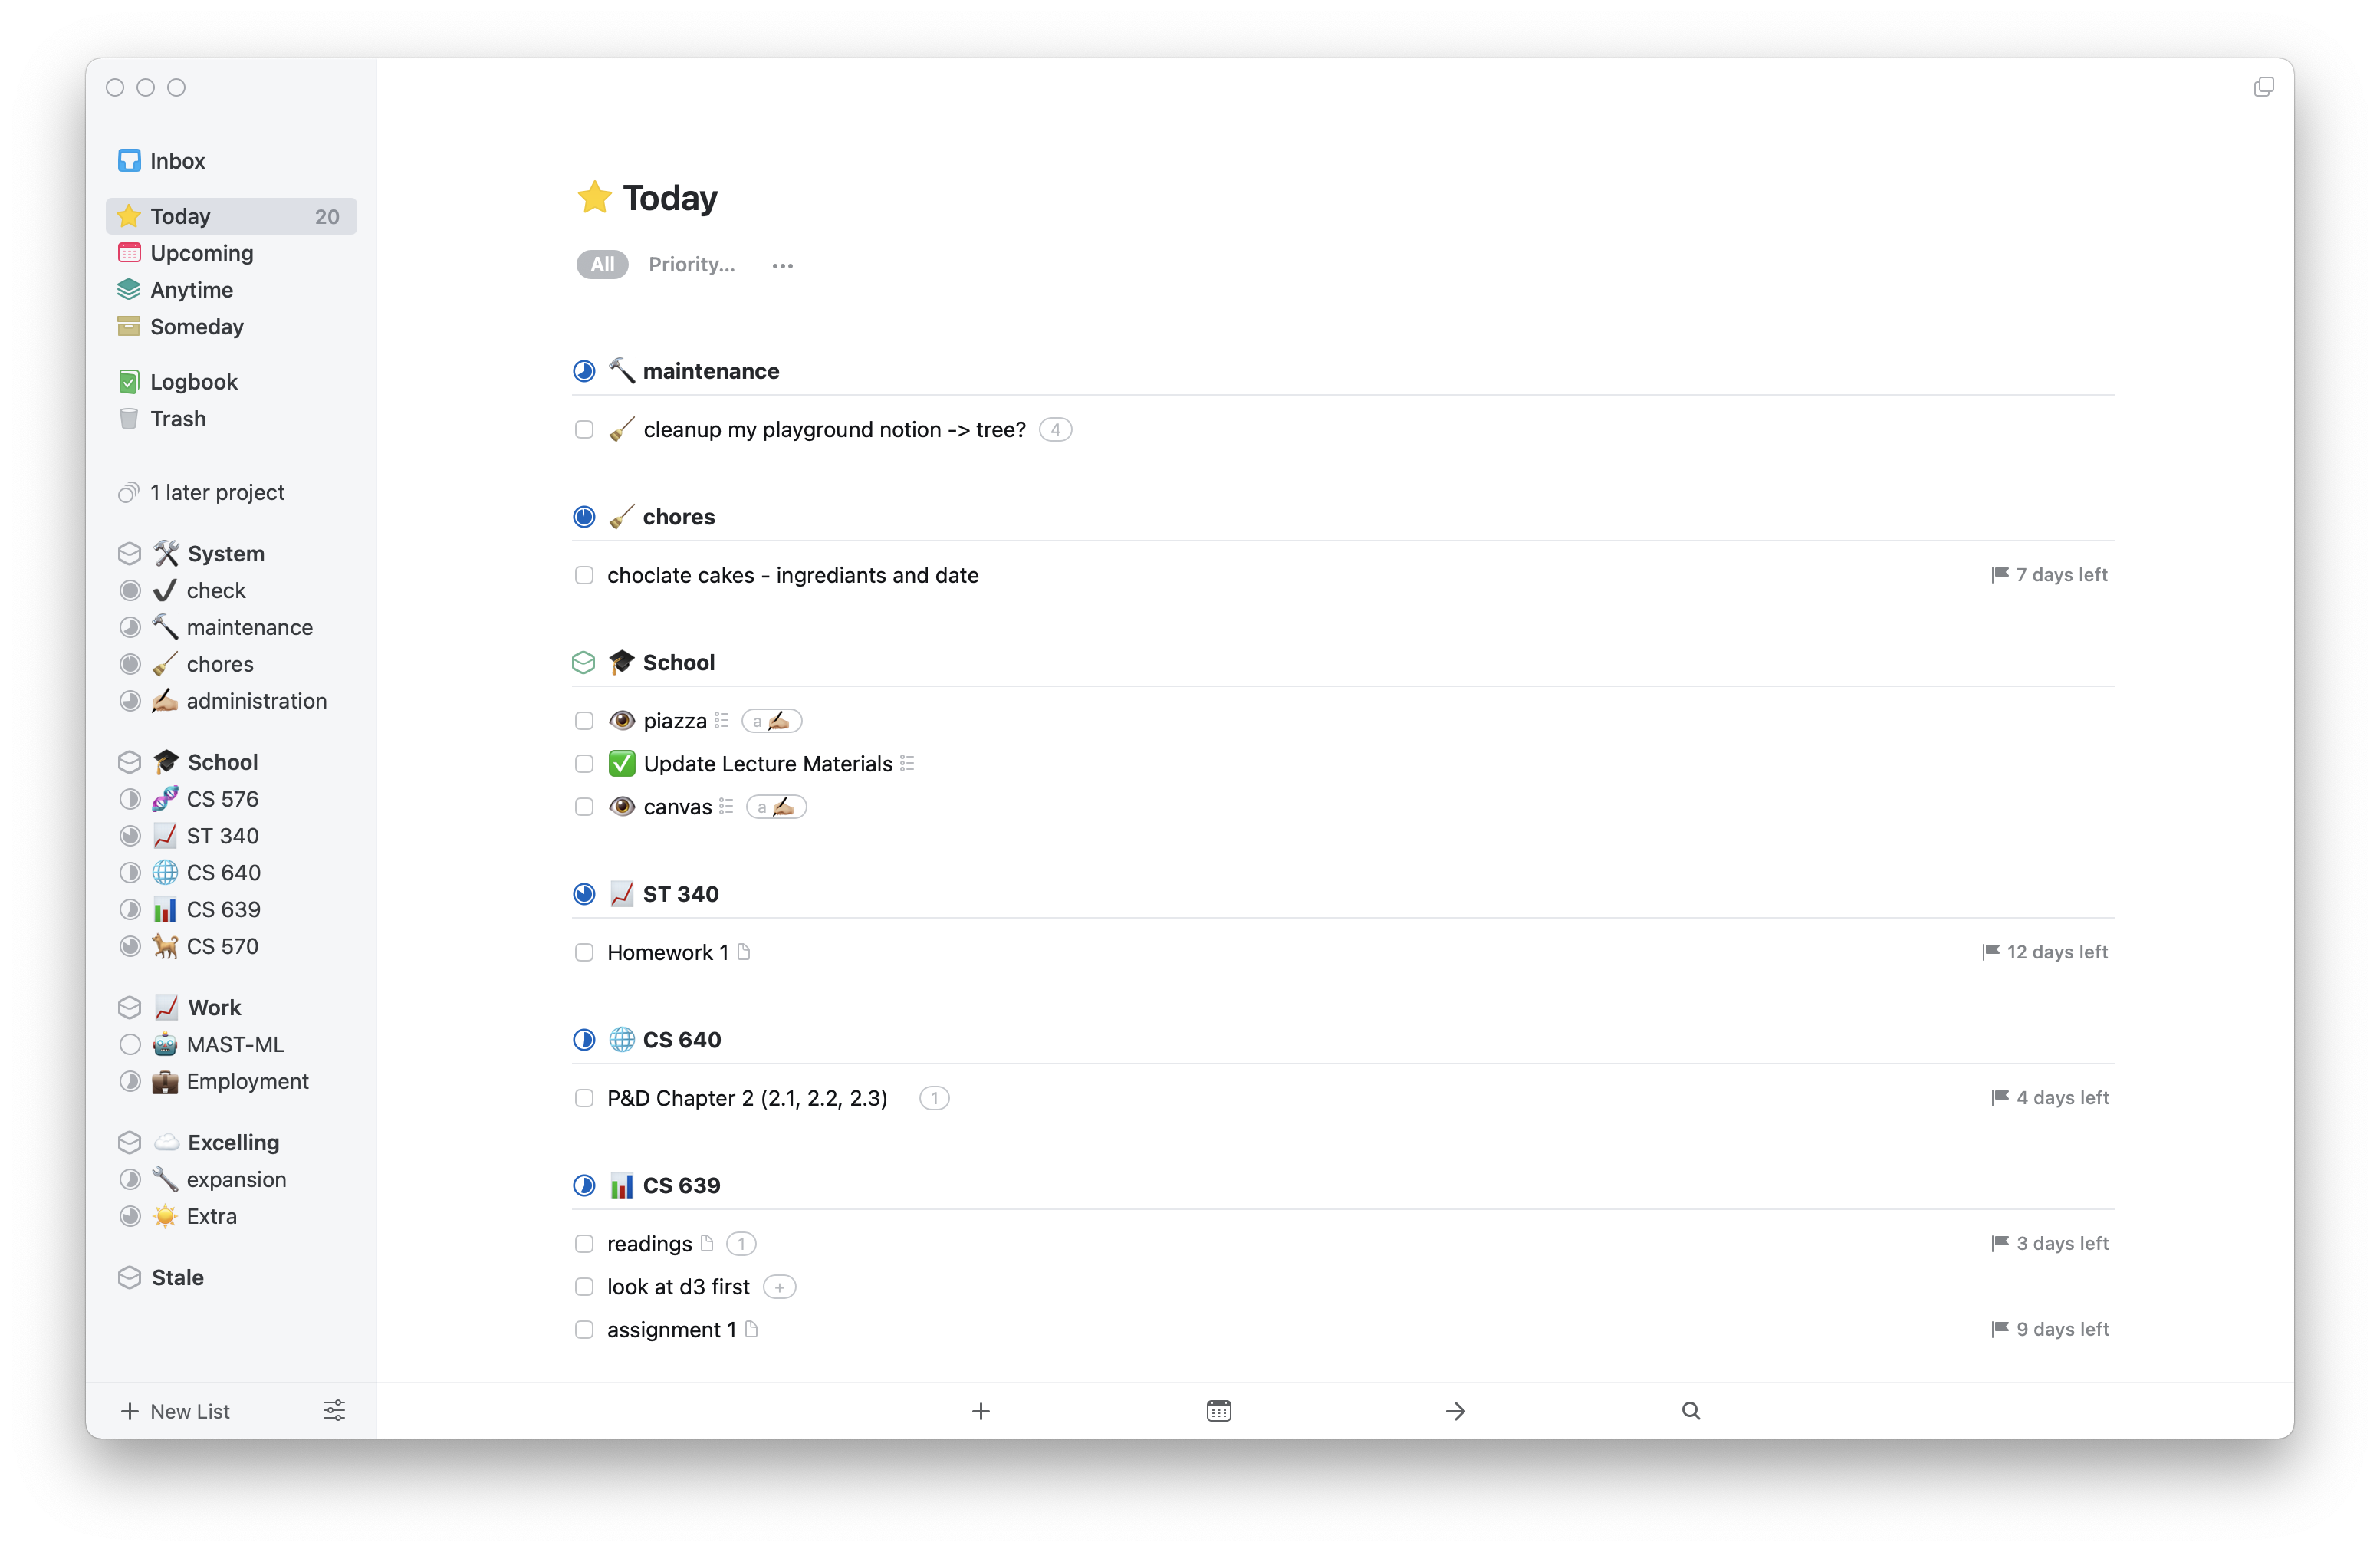 Inbox
Today 20
Upcoming
Anytime
Someday
Logbook
Trash
1 later project
System
check
maintenance
chores
administration
School
CS 576
ST 340
CS 640
CS 639
CS 570
Work
MAST-ML
Employment
Excelling
expansion
Extra
Stale
New List
Today
All Priority...
maintenance
cleanup my playground notion -> tree? 4
chores
choclate cakes - ingrediants and date 7 days left
School
piazza a
Update Lecture Materials
canvas a
ST 340
Homework 1 12 days left
CS 640
P&D Chapter 2 (2.1, 2.2, 2.3) 1 4 days left
CS 639
readings 1 3 days left
look at d3 first +
assignment 1 9 days left